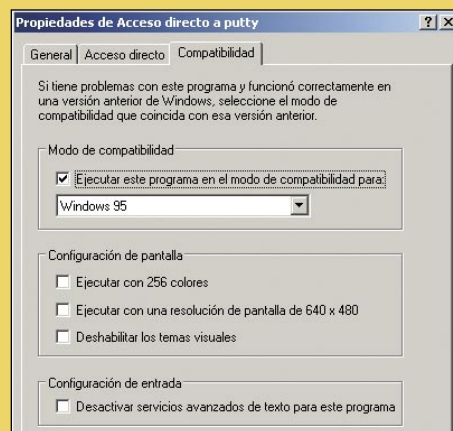 Propiedades de Acceso directo a putty
General Acceso directo Compatibilidad
Si tiene problemas con este programa y funcionó correctamente en
una versión anterior de Windows, seleccione el modo de
compatibilidad que coincida con esa versión anterior.
Modo de compatibilidad
Ejecutar este programa en el modo de compatibilidad para:
Windows 95
Configuración de pantalla
Ejecutar con 256 colores
Ejecutar con una resolución de pantalla de 640 x 480
Deshabilitar los temas visuales
Configuración de entrada
Desactivar servicios avanzados de texto para este programa